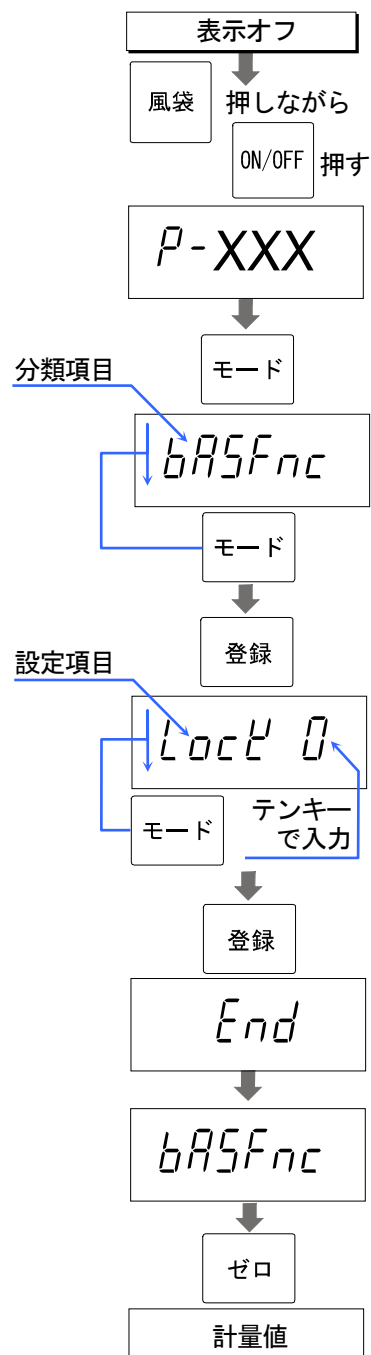 表示オフ
風袋 押しながら
ON/OFF 押す
P-XXX
モード
分類項目
bASFnc
モード
登録
設定項目
LocK 0
モード
テンキー
で入力
登録
End
bASFnc
ゼロ
計量値